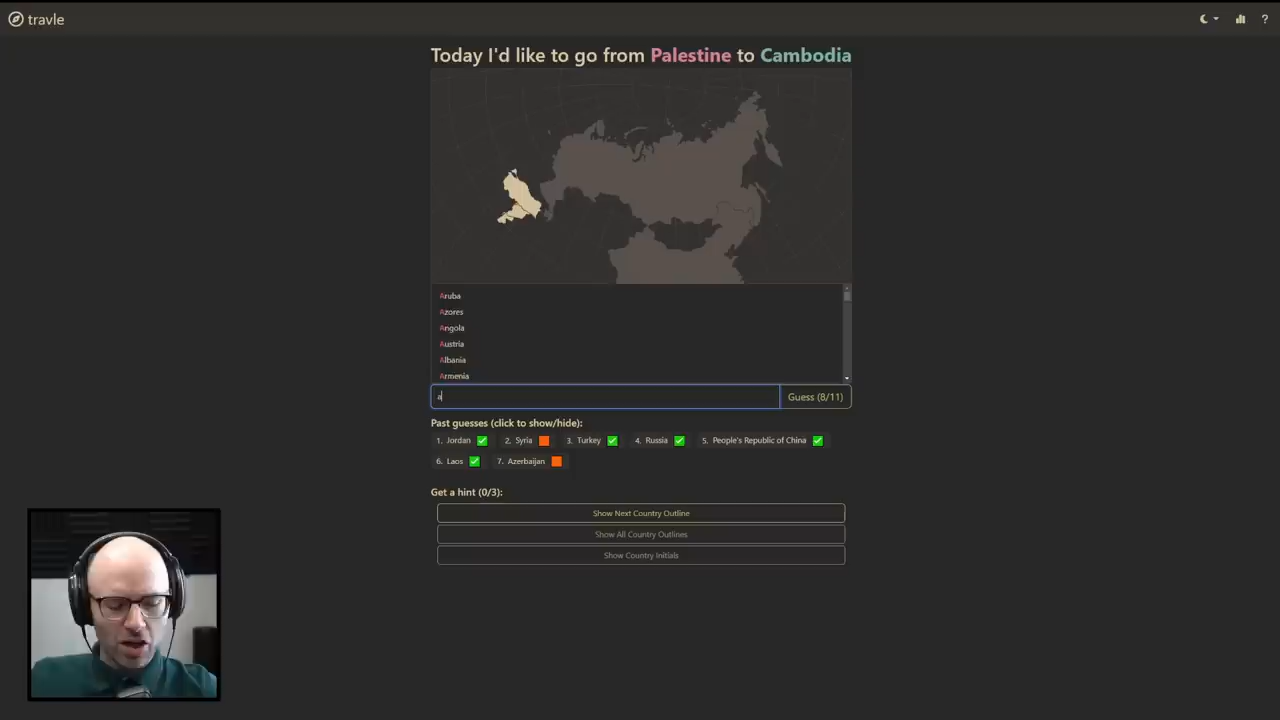 travle
?
Today I'd like to go from Palestine to Cambodia
Aruba
Azores
Angola
Austria
Albania
Armenia
a
Guess (8/11)
Past guesses (click to show/hide):
1. Jordan 2. Syria 3. Turkey 4. Russia 5. People's Republic of China
6. Laos 7. Azerbaijan
Get a hint (0/3):
Show Next Country Outline
Show All Country Outlines
Show Country Initials